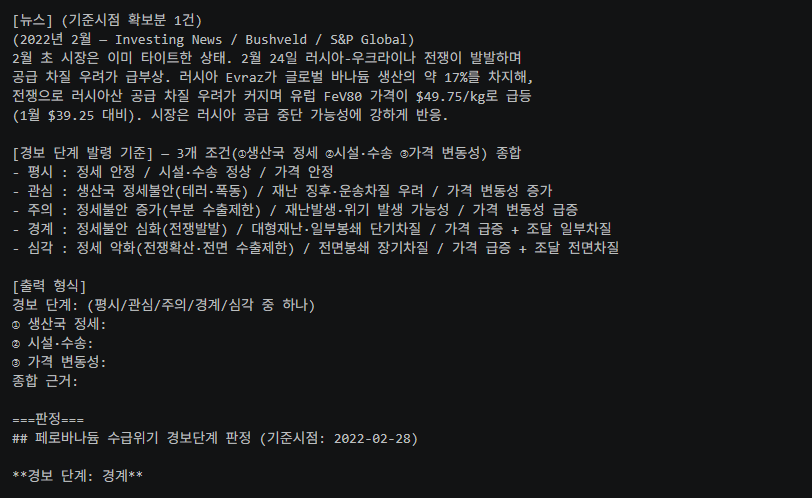 [뉴스] (기준시점 확보분 1건)
(2022년 2월 — Investing News / Bushveld / S&P Global)
2월 초 시장은 이미 타이트한 상태. 2월 24일 러시아-우크라이나 전쟁이 발발하며
공급 차질 우려가 급부상. 러시아 Evraz가 글로벌 바나듐 생산의 약 17%를 차지해,
전쟁으로 러시아산 공급 차질 우려가 커지며 유럽 FeV80 가격이 $49.75/kg로 급등
(1월 $39.25 대비). 시장은 러시아 공급 중단 가능성에 강하게 반응.

[경보 단계 발령 기준] — 3개 조건(①생산국 정세 ②시설·수송 ③가격 변동성) 종합
- 평시 : 정세 안정 / 시설·수송 정상 / 가격 안정
- 관심 : 생산국 정세불안(테러·폭동) / 재난 징후·운송차질 우려 / 가격 변동성 증가
- 주의 : 정세불안 증가(부분 수출제한) / 재난발생·위기 발생 가능성 / 가격 변동성 급증
- 경계 : 정세불안 심화(전쟁발발) / 대형재난·일부봉쇄 단기차질 / 가격 급증 + 조달 일부차질
- 심각 : 정세 악화(전쟁확산·전면 수출제한) / 전면봉쇄 장기차질 / 가격 급증 + 조달 전면차질

[출력 형식]
경보 단계: (평시/관심/주의/경계/심각 중 하나)
① 생산국 정세:
② 시설·수송:
③ 가격 변동성:
종합 근거:

===판정===
## 페로바나듐 수급위기 경보단계 판정 (기준시점: 2022-02-28)

**경보 단계: 경계**